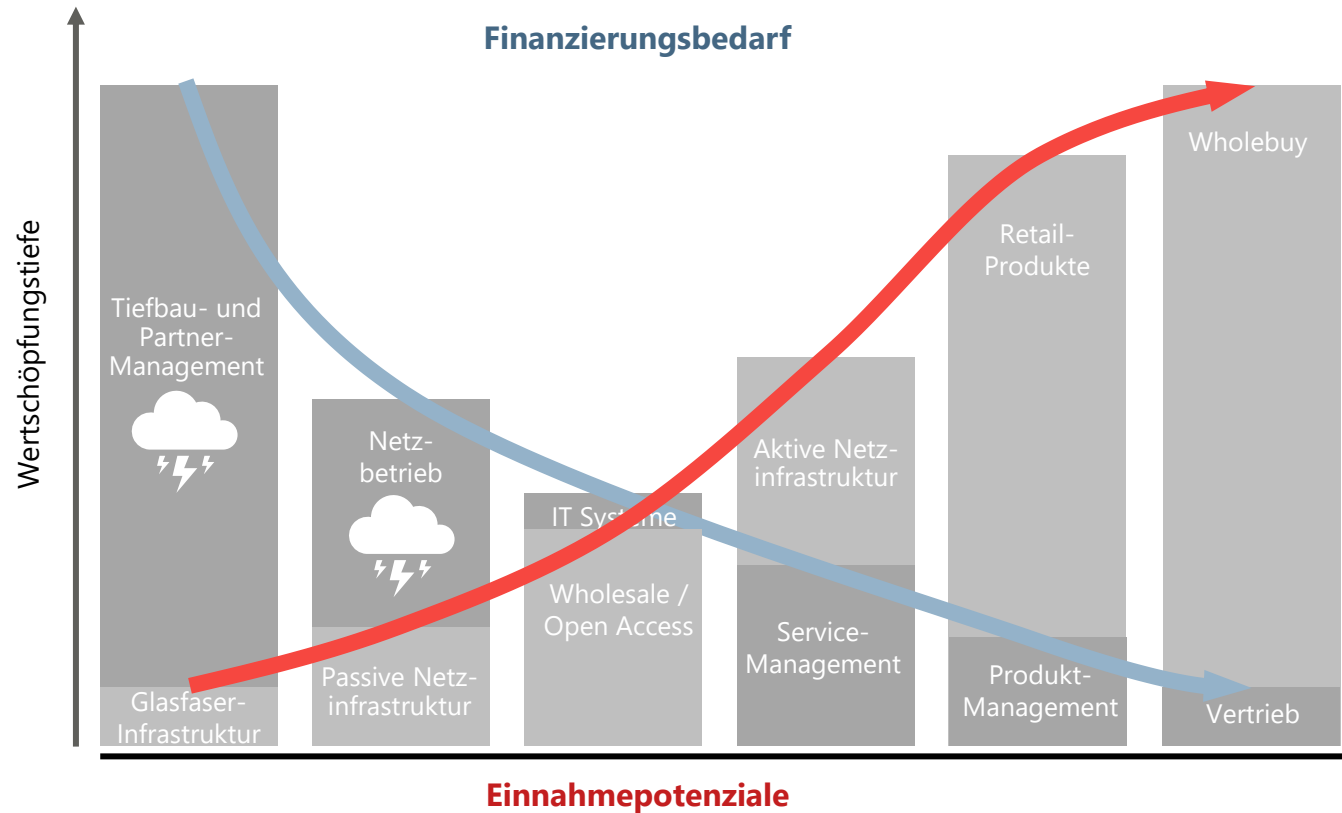 Finanzierungsbedarf
Wertschöpfungstiefe
Tiefbau- und
Partner-
Management
Glasfaser-
Infrastruktur
Netz-
betrieb
Passive Netz-
infrastruktur
IT Systeme
Wholesale /
Open Access
Aktive Netz-
infrastruktur
Service-
Management
Retail-
Produkte
Produkt-
Management
Wholebuy
Vertrieb
Einnahmepotenziale